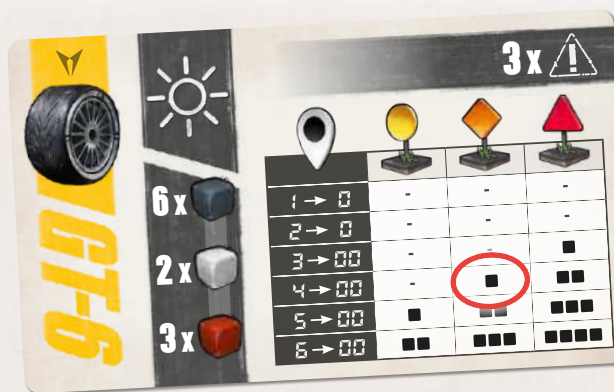 GT-6
6x
2x
3x
3x
1→0 - - -
2→0 - - -
3→00 - -
4→00 -
5→00
6→00